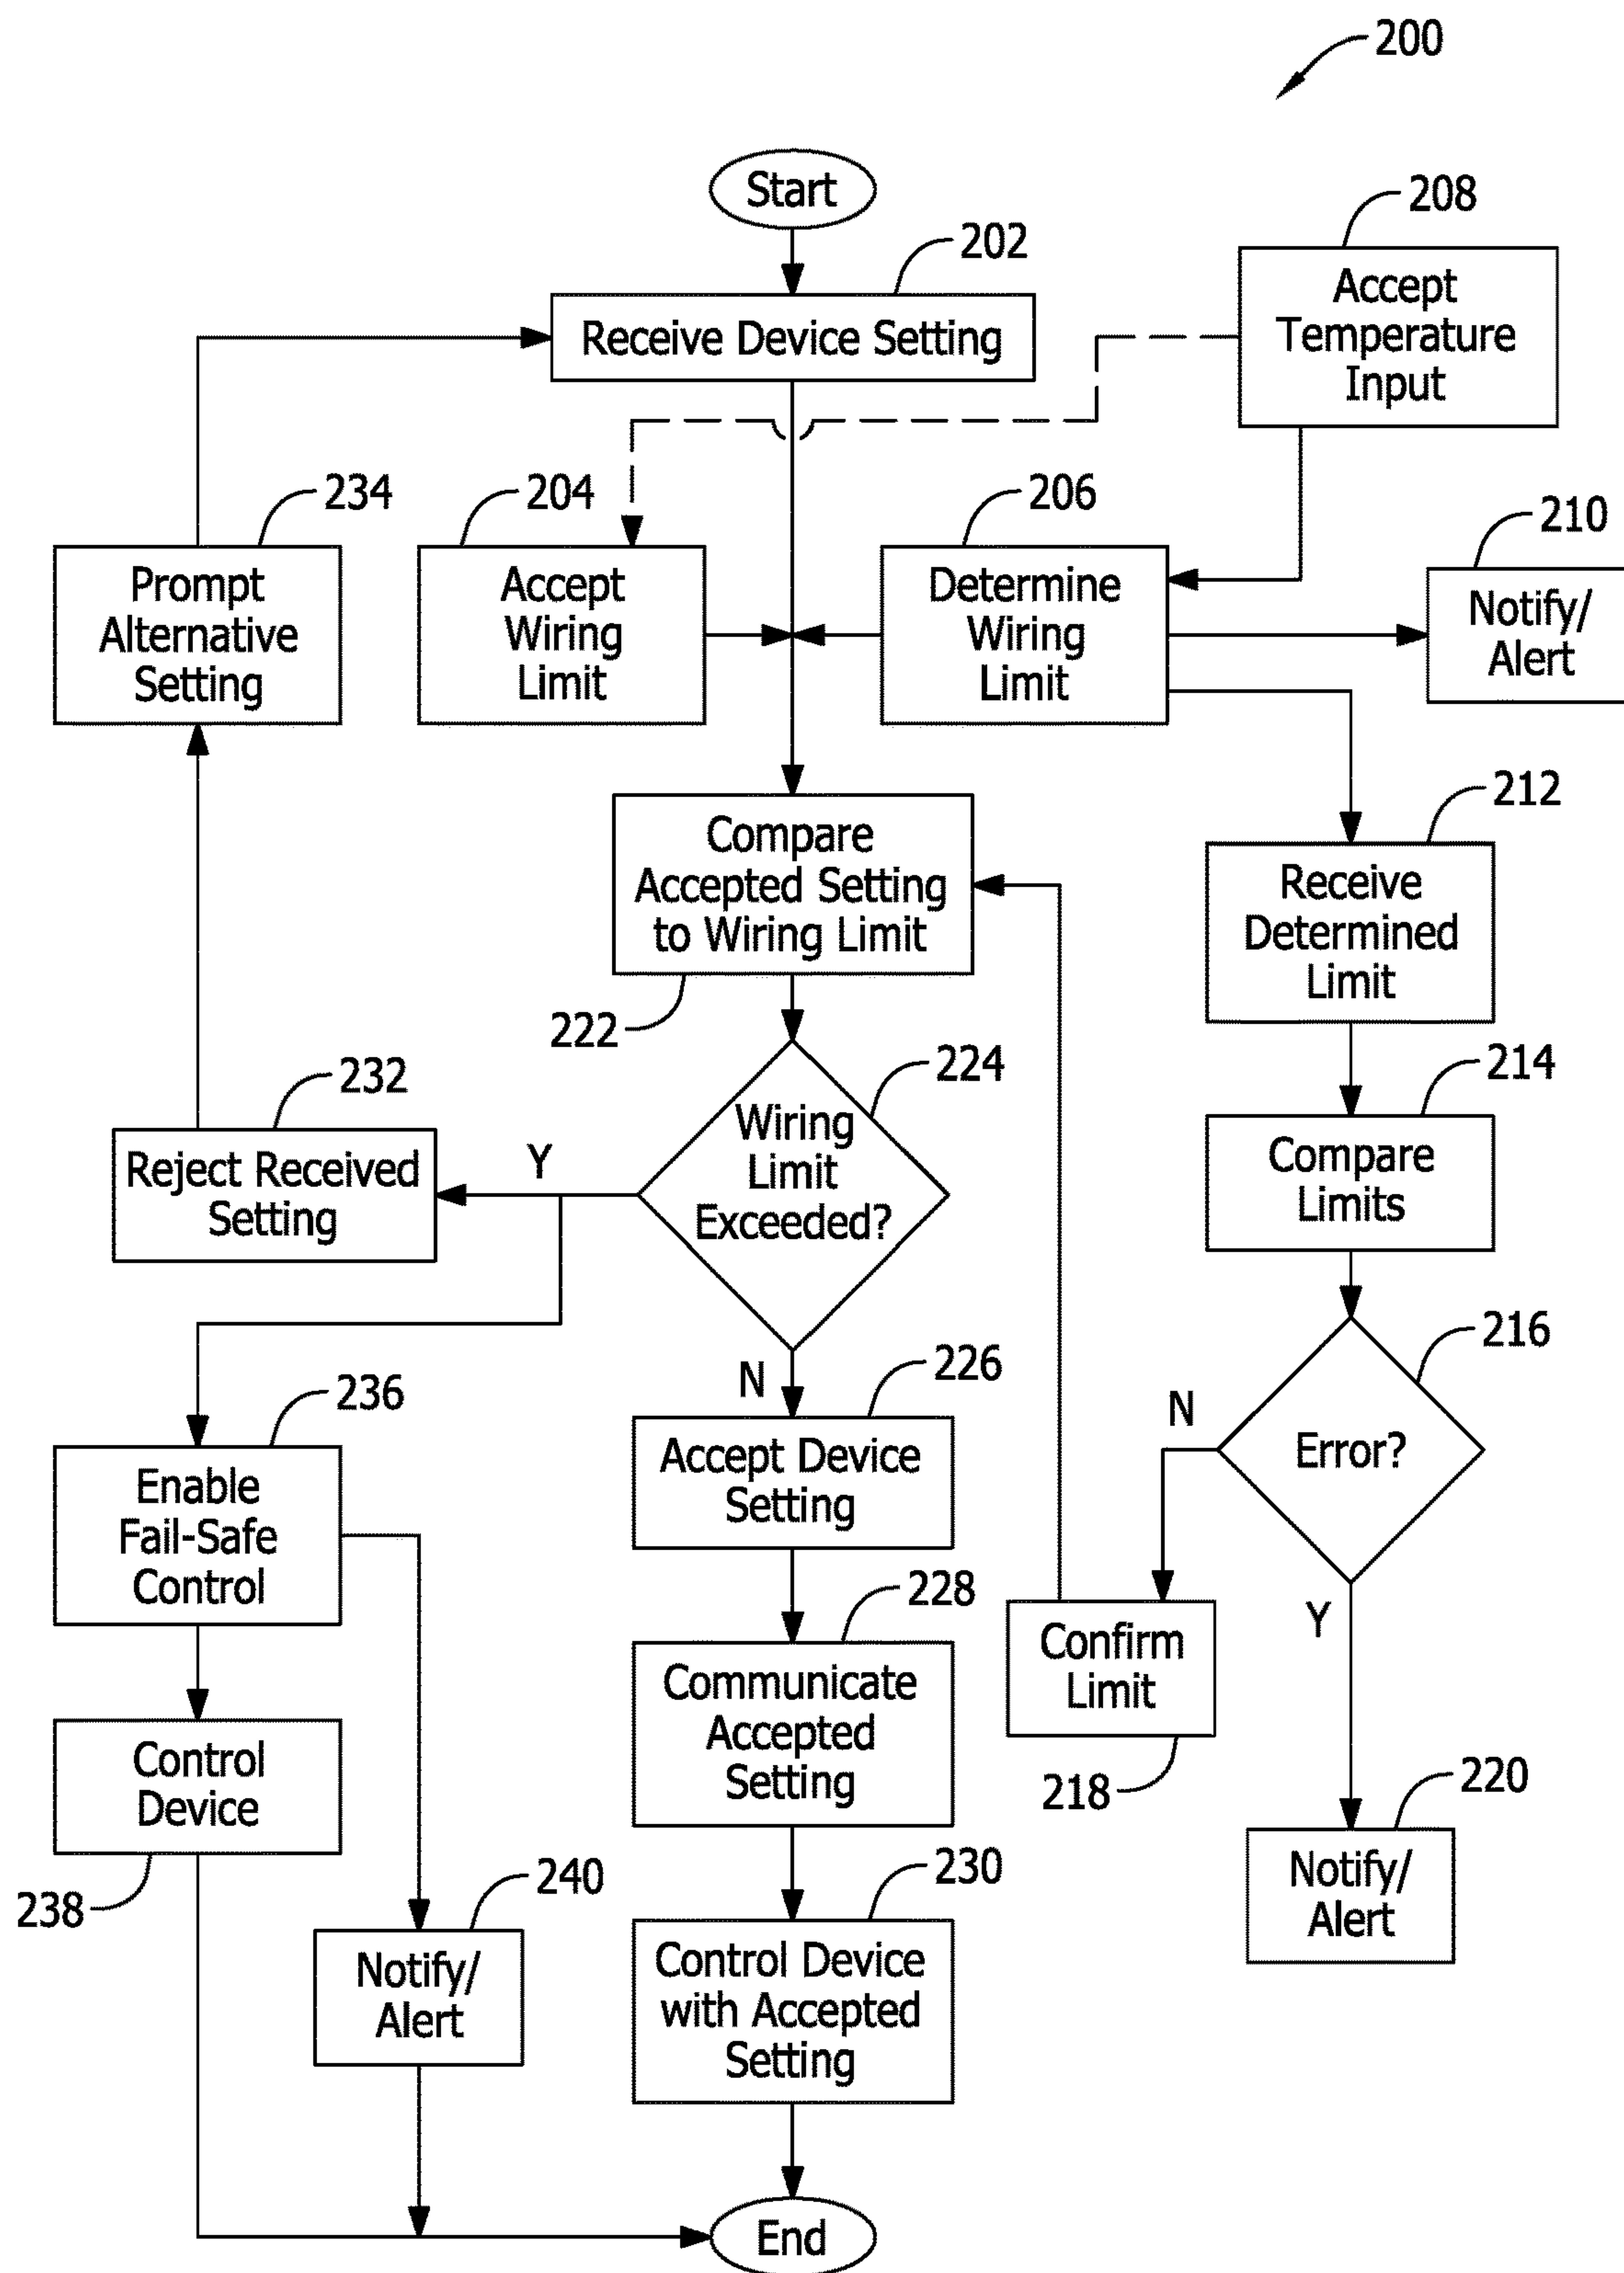 200
Start
202
Receive Device Setting
208
Accept
Temperature
Input
234
Prompt
Alternative
Setting
204
Accept
Wiring
Limit
206
Determine
Wiring
Limit
210
Notify/
Alert
212
Receive
Determined
Limit
Compare
Accepted Setting
to Wiring Limit
222
224
Wiring
Limit
Exceeded?
Y
N
232
Reject Received
Setting
214
Compare
Limits
216
Error?
N
Y
226
Accept Device
Setting
236
Enable
Fail-Safe
Control
228
Communicate
Accepted
Setting
Confirm
Limit
218
220
Notify/
Alert
Control
Device
238
240
Notify/
Alert
230
Control Device
with Accepted
Setting
End